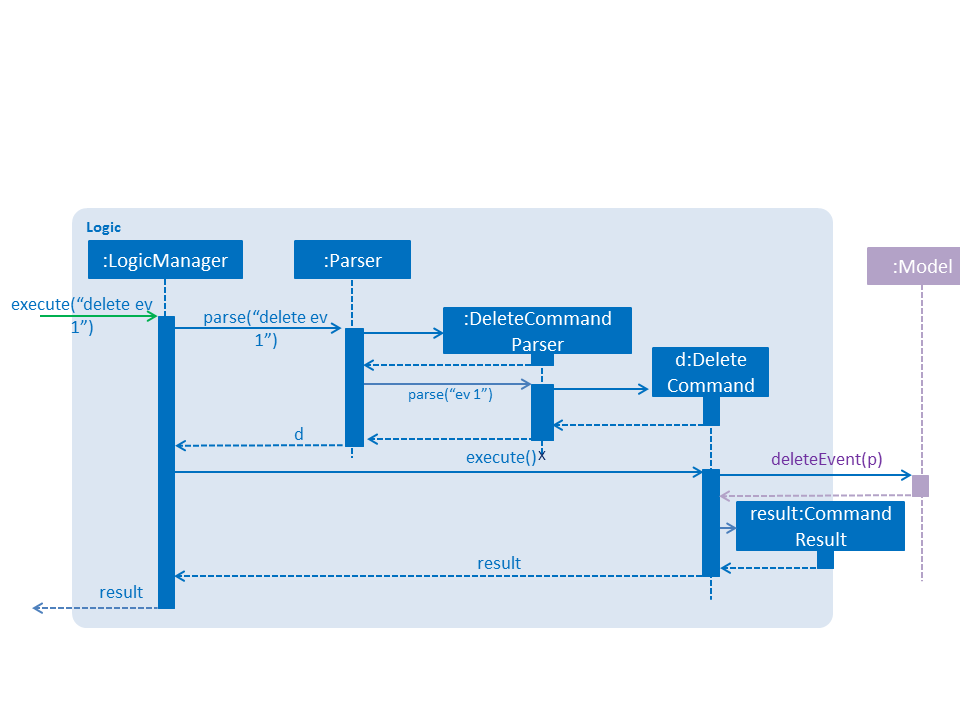 Logic
:LogicManager
:Parser
:Model
execute(“delete ev
1”)
parse(“delete ev
1”)
:DeleteCommand
Parser
d:Delete
Command
parse(“ev 1”)
d
execute()
x
deleteEvent(p)
result:Command
Result
result
result